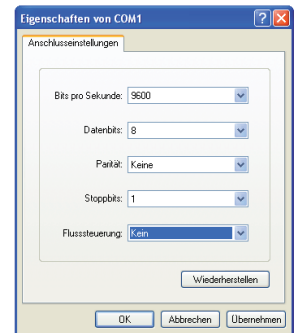 Eigenschaften von COM1
Anschlusseinstellungen
Bits pro Sekunde: 9600
Datenbits: 8
Parität: Keine
Stoppbits: 1
Flusssteuerung: Kein
Wiederherstellen
OK Abbrechen Übernehmen